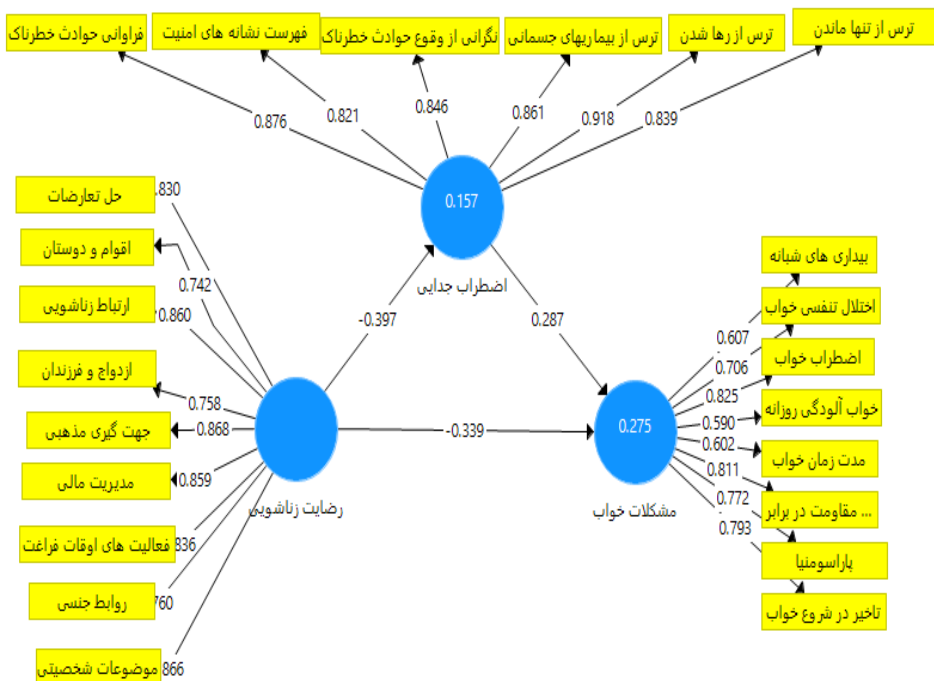 فراوانی حوادث خطرناک
فهرست نشانه های امنیت
نگرانی از وقوع حوادث خطرناک
ترس از بیماریهای جسمانی
ترس از رها شدن
ترس از تنها ماندن
0.876
0.821
0.846
0.861
0.918
0.839
0.157
اضطراب جدایی
-0.397
0.287
-0.339
حل تعارضات
.830
اقوام و دوستان
0.742
ارتباط زناشویی
0.860
ازدواج و فرزندان
0.758
جهت گیری مذهبی
0.868
مدیریت مالی
0.859
فعالیت های اوقات فراغت
836
روابط جنسی
760
موضوعات شخصیتی
866
رضایت زناشویی
0.275
مشکلات خواب
بیداری های شبانه
0.607
اختلال تنفسی خواب
0.706
اضطراب خواب
0.825
خواب آلودگی روزانه
0.590
مدت زمان خواب
0.602
مقاومت در برابر ...
0.811
پاراسومنیا
0.772
تاخیر در شروع خواب
0.793